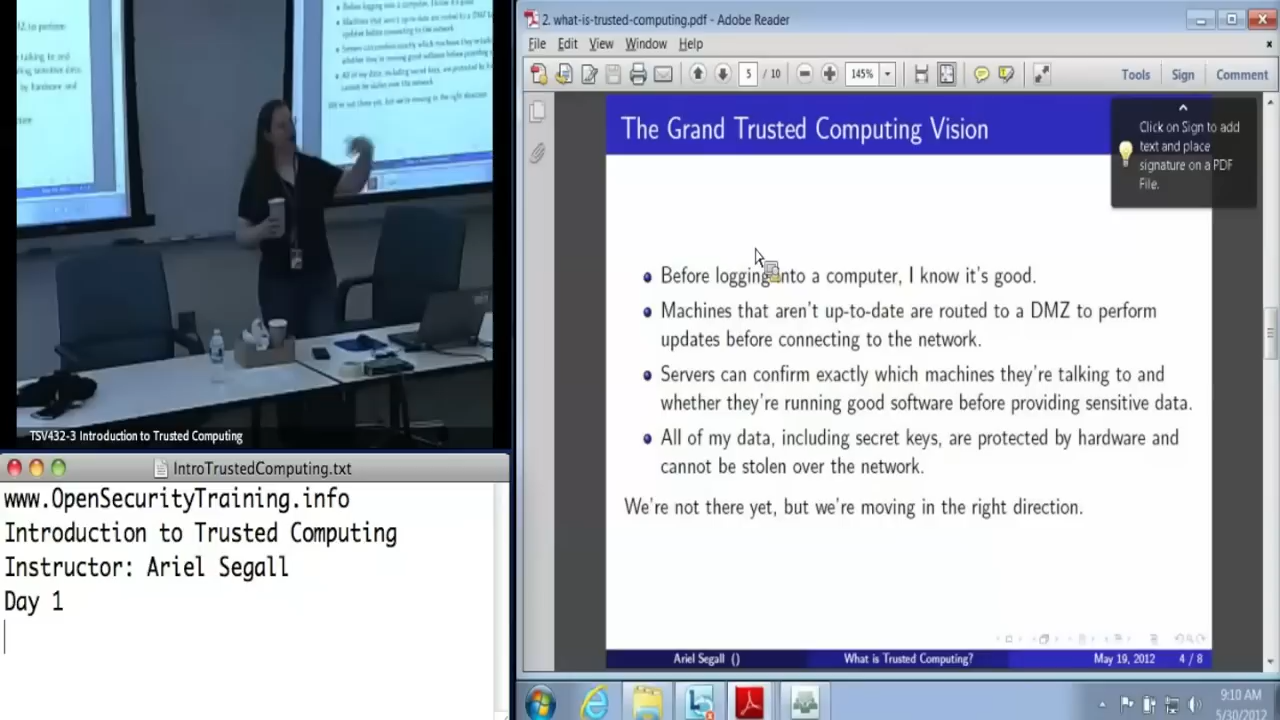 TSV432-3 Introduction to Trusted Computing
IntroTrustedComputing.txt
www.OpenSecurityTraining.info
Introduction to Trusted Computing
Instructor: Ariel Segall
Day 1
2. what-is-trusted-computing.pdf - Adobe Reader
File Edit View Window Help
5 / 10 145% Tools Sign Comment
Click on Sign to add
text and place
signature on a PDF
File.
The Grand Trusted Computing Vision
Before logging into a computer, I know it's good.
Machines that aren't up-to-date are routed to a DMZ to perform
updates before connecting to the network.
Servers can confirm exactly which machines they're talking to and
whether they're running good software before providing sensitive data.
All of my data, including secret keys, are protected by hardware and
cannot be stolen over the network.
We're not there yet, but we're moving in the right direction.
Ariel Segall () What is Trusted Computing? May 19, 2012 4 / 8
9:10 AM
5/30/2012